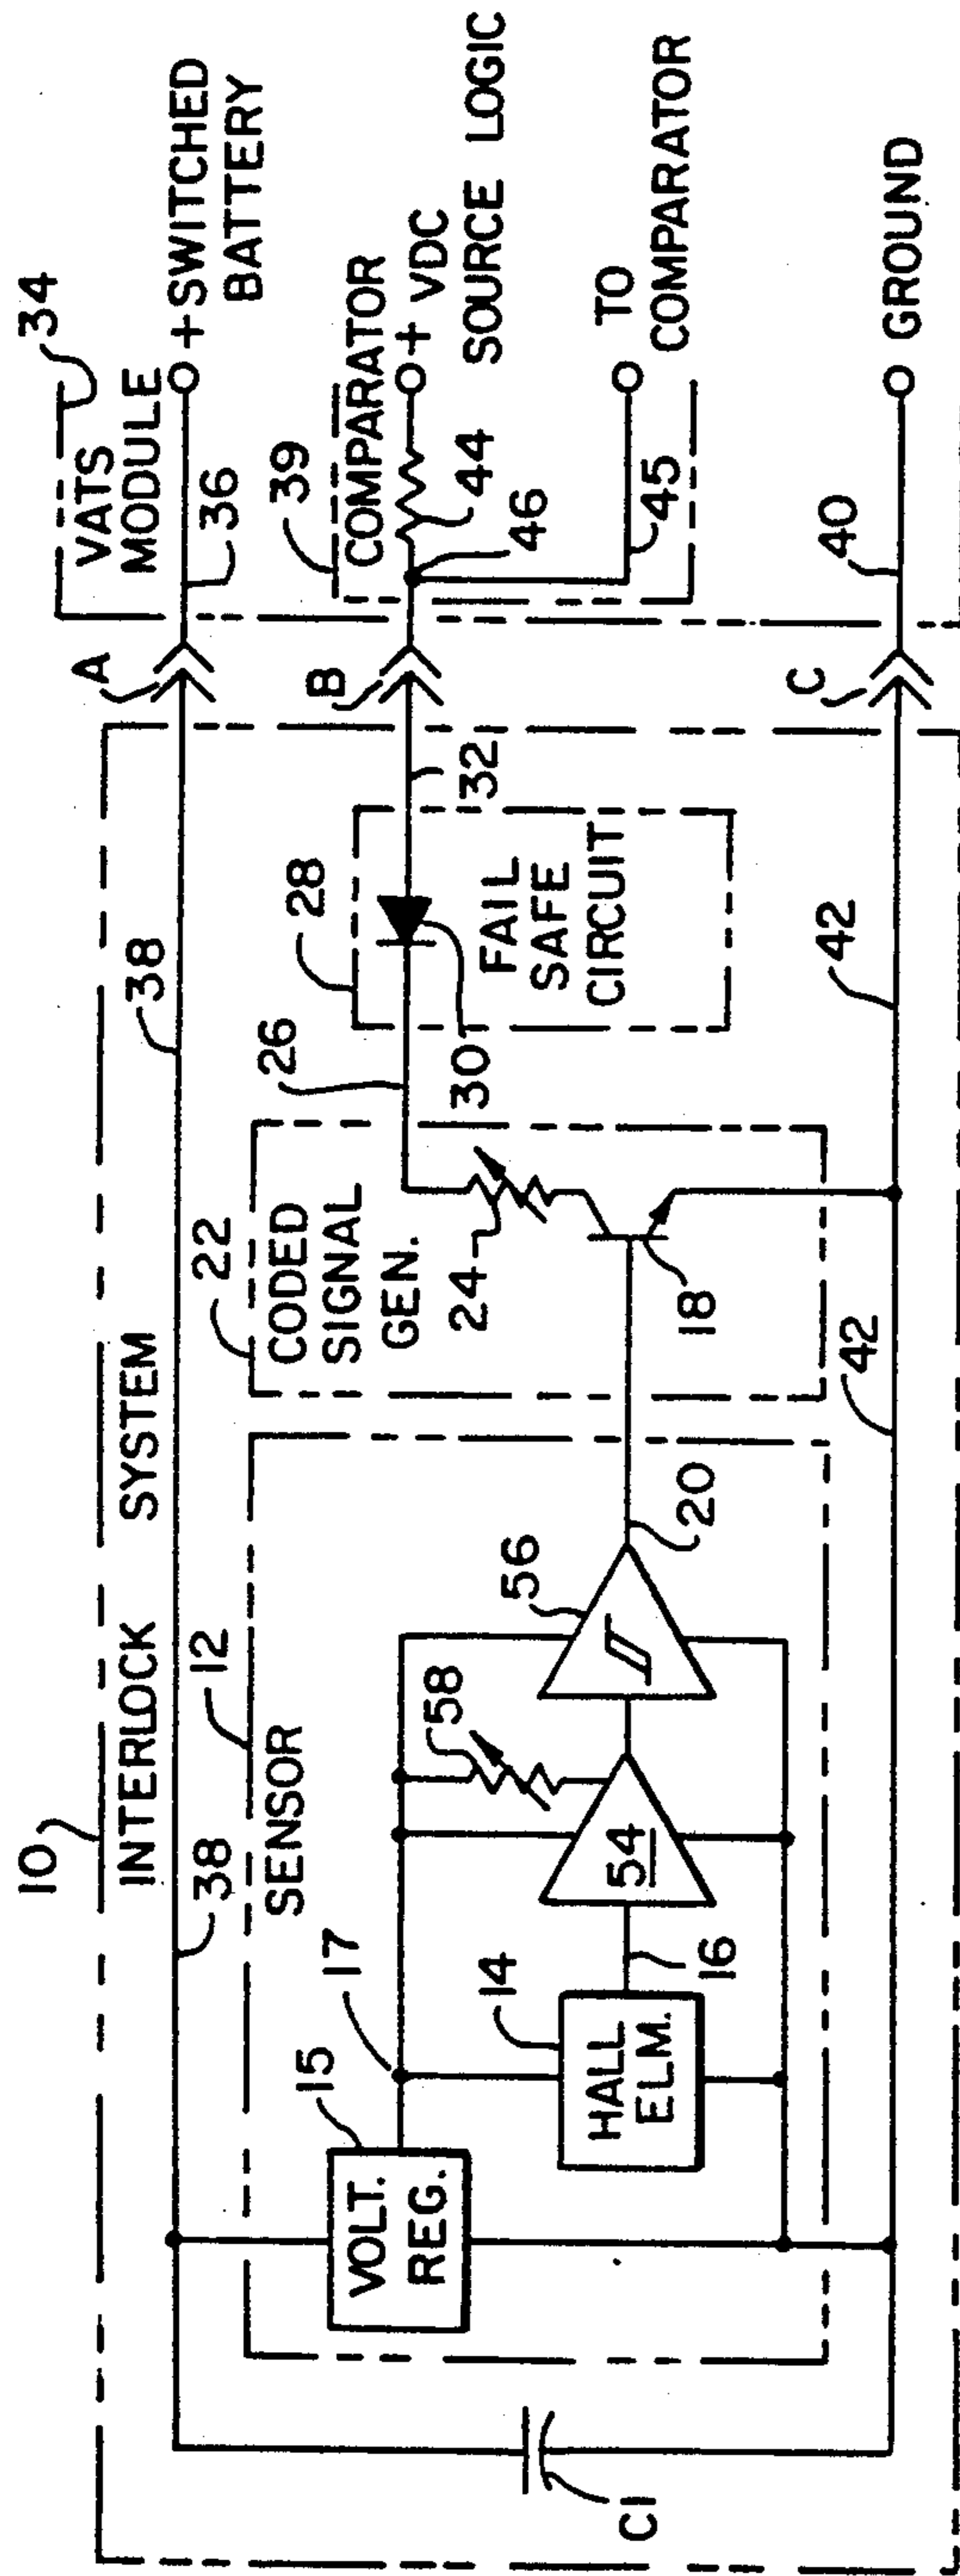 10
INTERLOCK SYSTEM
38
38
A
VATS
MODULE
34
36
+SWITCHED
BATTERY
12
SENSOR
15
VOLT.
REG.
17
14
HALL
ELM.
16
54
58
56
20
22
CODED
SIGNAL
GEN.
24
18
26
28
30
FAIL
SAFE
CIRCUIT
32
B
39
COMPARATOR
44
46
+ VDC
SOURCE LOGIC
45
TO
COMPARATOR
C1
42
42
C
40
GROUND